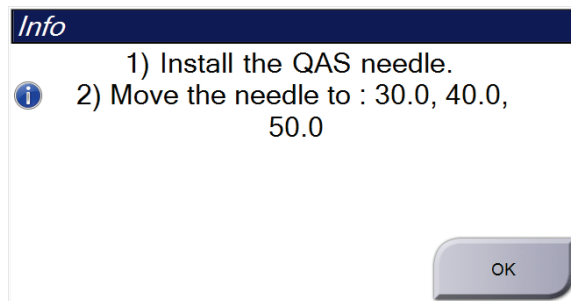 Info
1) Install the QAS needle.
2) Move the needle to : 30.0, 40.0,
50.0
OK